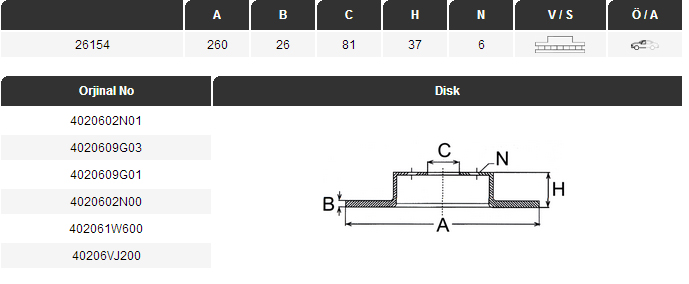 A B C H N V / S Ö / A
26154 260 26 81 37 6
Orjinal No Disk
4020602N01
4020609G03
4020609G01
4020602N00
402061W600
40206VJ200
C N
H
B
A